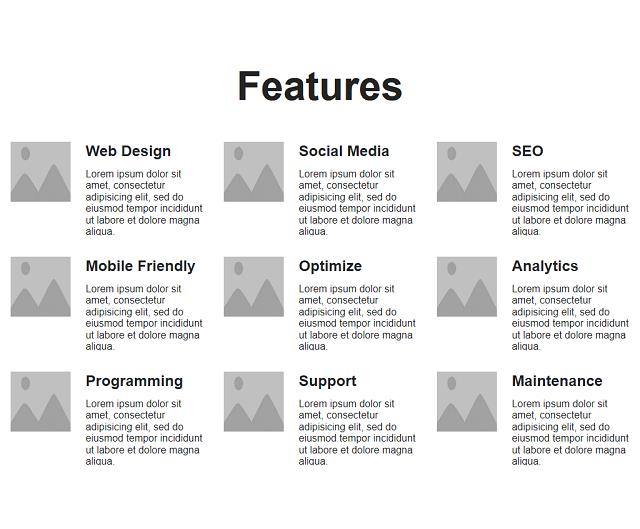 Features
Web Design
Lorem ipsum dolor sit
amet, consectetur
adipisicing elit, sed do
eiusmod tempor incididunt
ut labore et dolore magna
aliqua.
Social Media
Lorem ipsum dolor sit
amet, consectetur
adipisicing elit, sed do
eiusmod tempor incididunt
ut labore et dolore magna
aliqua.
SEO
Lorem ipsum dolor sit
amet, consectetur
adipisicing elit, sed do
eiusmod tempor incididunt
ut labore et dolore magna
aliqua.
Mobile Friendly
Lorem ipsum dolor sit
amet, consectetur
adipisicing elit, sed do
eiusmod tempor incididunt
ut labore et dolore magna
aliqua.
Optimize
Lorem ipsum dolor sit
amet, consectetur
adipisicing elit, sed do
eiusmod tempor incididunt
ut labore et dolore magna
aliqua.
Analytics
Lorem ipsum dolor sit
amet, consectetur
adipisicing elit, sed do
eiusmod tempor incididunt
ut labore et dolore magna
aliqua.
Programming
Lorem ipsum dolor sit
amet, consectetur
adipisicing elit, sed do
eiusmod tempor incididunt
ut labore et dolore magna
aliqua.
Support
Lorem ipsum dolor sit
amet, consectetur
adipisicing elit, sed do
eiusmod tempor incididunt
ut labore et dolore magna
aliqua.
Maintenance
Lorem ipsum dolor sit
amet, consectetur
adipisicing elit, sed do
eiusmod tempor incididunt
ut labore et dolore magna
aliqua.